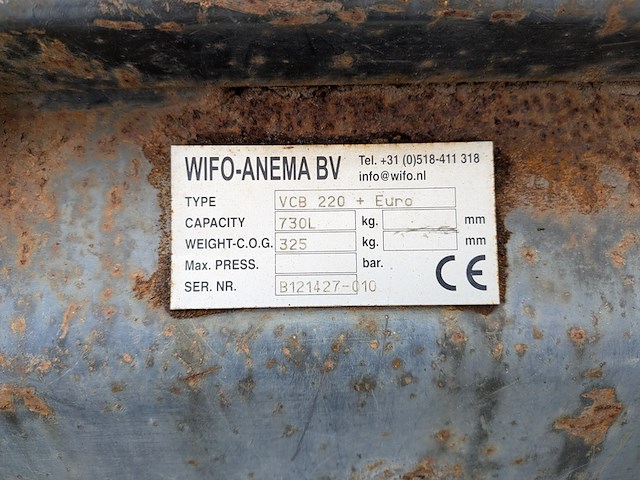 WIFO-ANEMA BV Tel. +31 (0)518-411 318
info@wifo.nl
TYPE VCB 220 + Euro
CAPACITY 730L kg. mm
WEIGHT-C.O.G. 325 kg. mm
Max. PRESS. bar.
SER. NR. B121427-010 CE